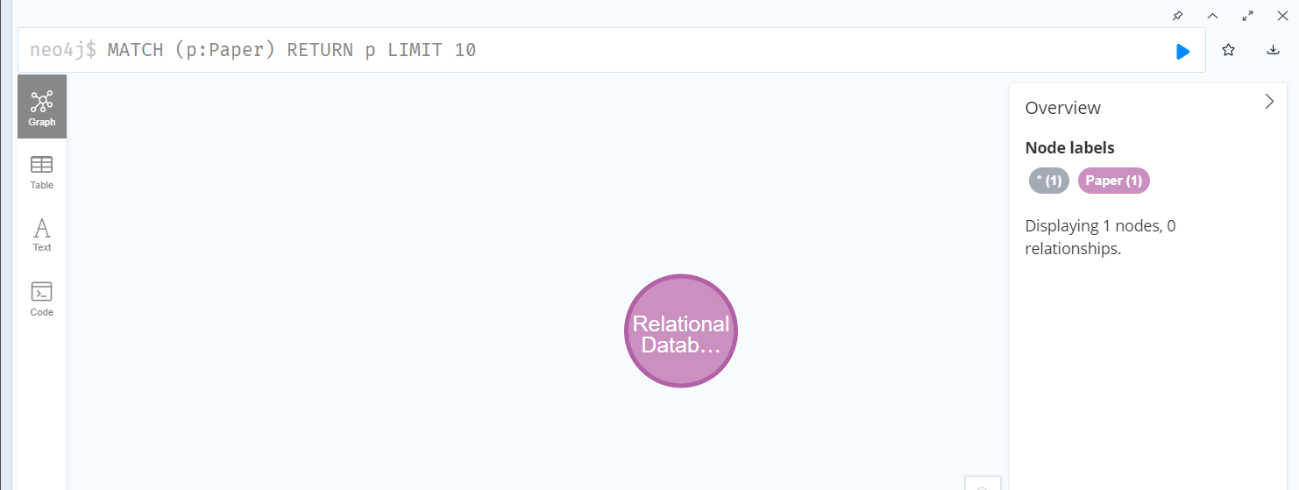 neo4j$ MATCH (p:Paper) RETURN p LIMIT 10
Graph
Table
Text
Code
Relational
Datab...
Overview
Node labels
* (1) Paper (1)
Displaying 1 nodes, 0
relationships.